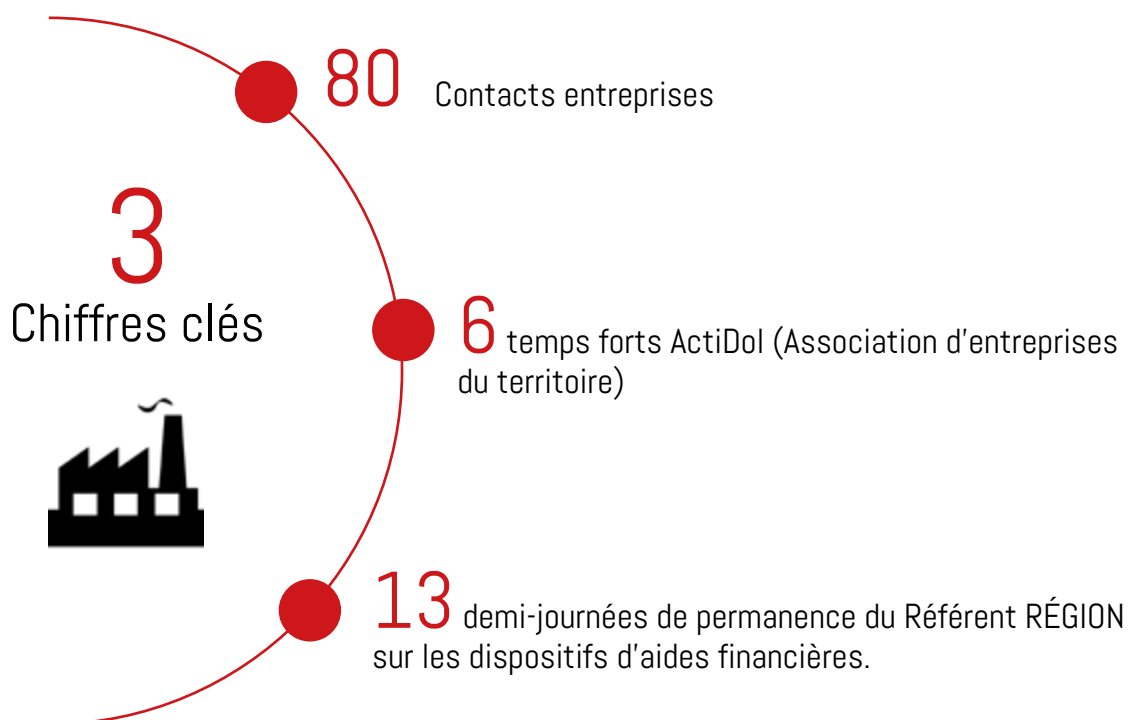 80 Contacts entreprises
3
Chiffres clés
6 temps forts ActiDol (Association d’entreprises
du territoire)
13 demi-journées de permanence du Référent RÉGION
sur les dispositifs d’aides financières.